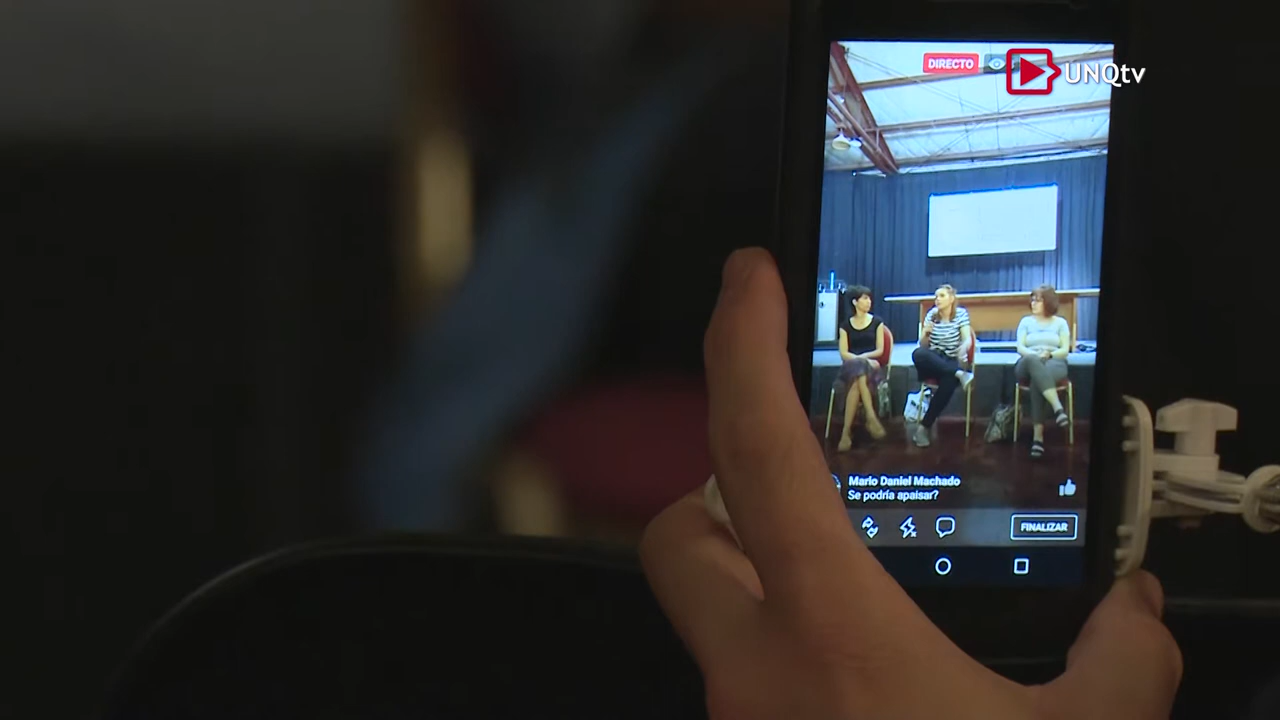 DIRECTO
UNQtv
Mario Daniel Machado
Se podría apaisar?
FINALIZAR